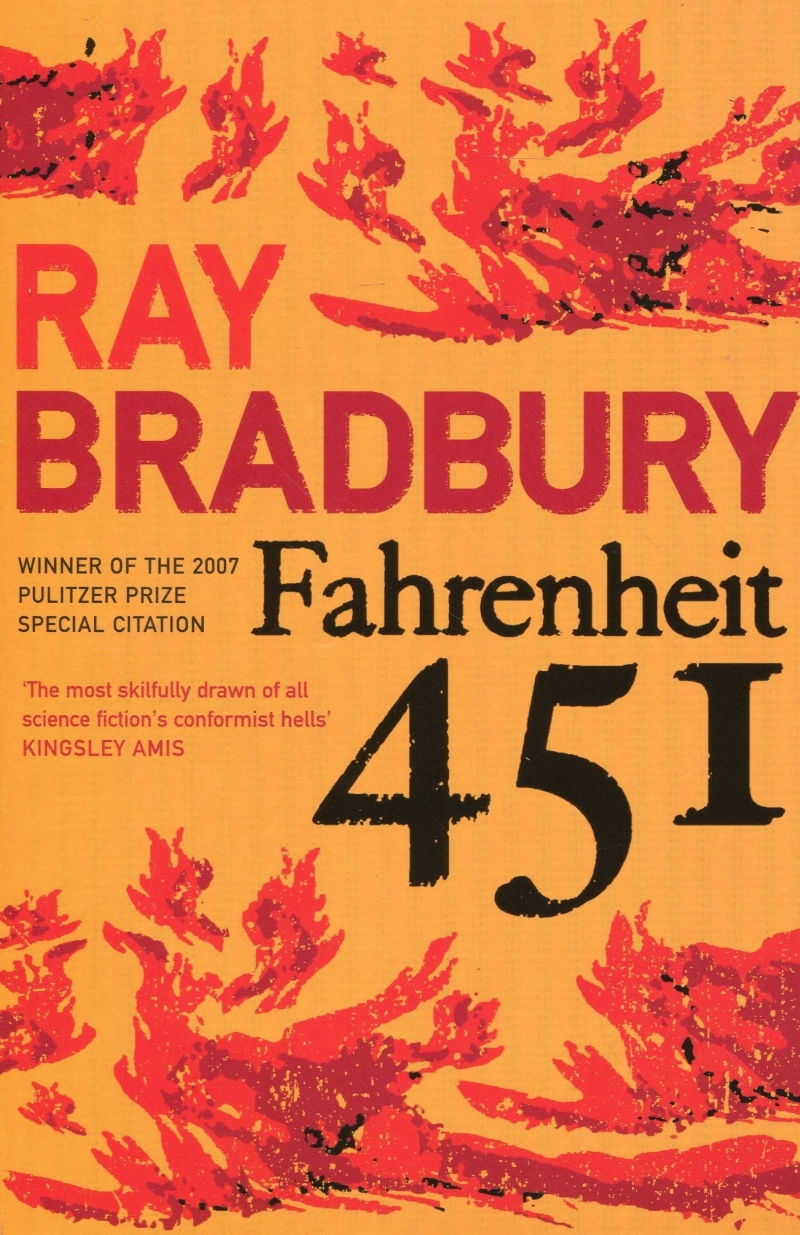 RAY
BRADBURY
WINNER OF THE 2007
PULITZER PRIZE
SPECIAL CITATION
Fahrenheit
451
‘The most skilfully drawn of all
science fiction’s conformist hells’
KINGSLEY AMIS